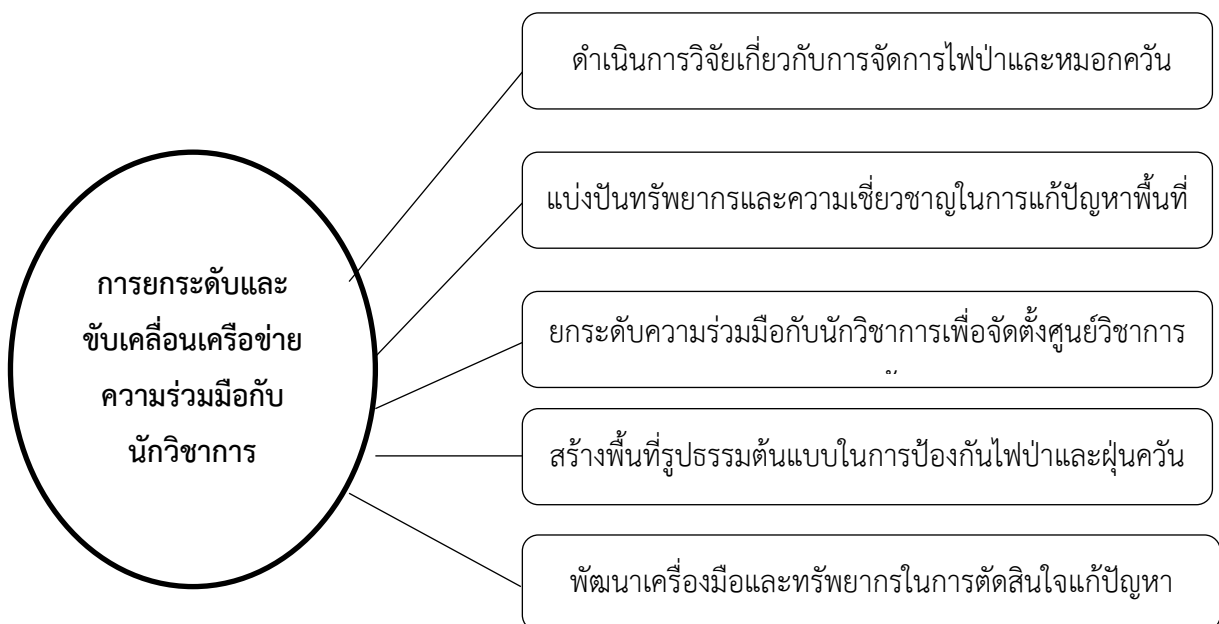 ดำเนินการวิจัยเกี่ยวกับการจัดการไฟป่าและหมอกควัน
แบ่งปันทรัพยากรและความเชี่ยวชาญในการแก้ปัญหาพื้นที่
การยกระดับและ
ขับเคลื่อนเครือข่าย
ความร่วมมือกับ
นักวิชาการ
ยกระดับความร่วมมือกับนักวิชาการเพื่อจัดตั้งศูนย์วิชาการ
สร้างพื้นที่รูปธรรมต้นแบบในการป้องกันไฟป่าและฝุ่นควัน
พัฒนาเครื่องมือและทรัพยากรในการตัดสินใจแก้ปัญหา